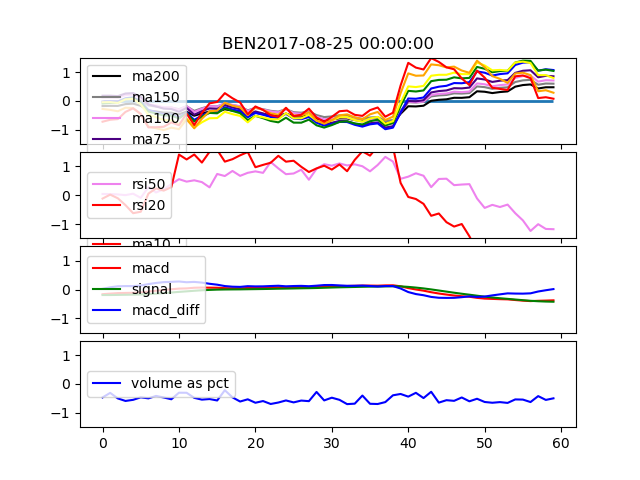 BEN2017-08-25 00:00:00
1
0
−1
ma200
ma150
ma100
ma75
1
0
−1
rsi50
rsi20
ma10
1
0
−1
macd
signal
macd_diff
1
0
−1
volume as pct
0 10 20 30 40 50 60